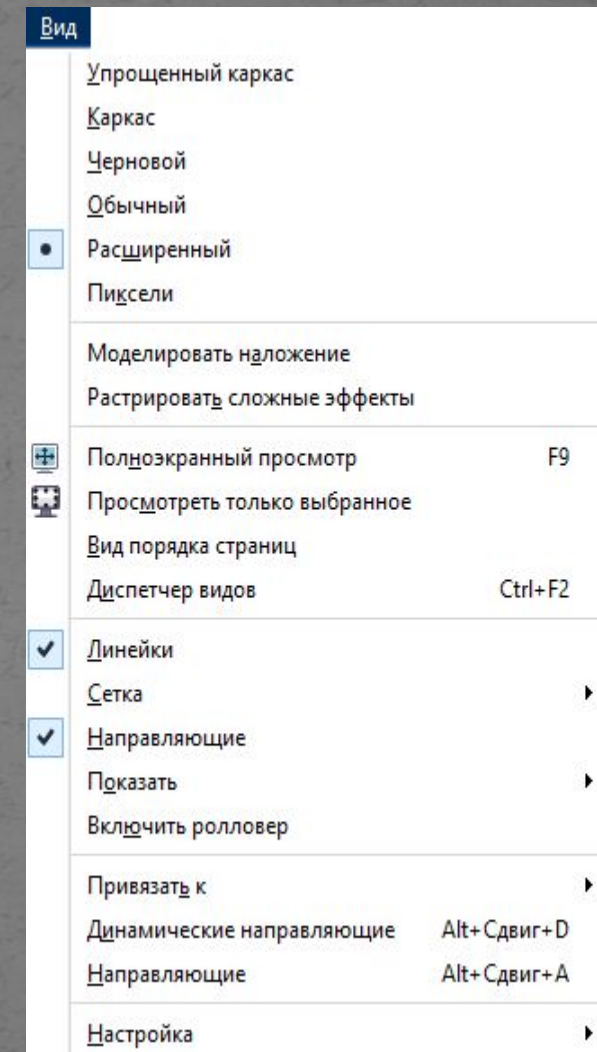 Вид
Упрощенный каркас
Каркас
Черновой
Обычный
Расширенный
Пиксели
Моделировать наложение
Растрировать сложные эффекты
Полноэкранный просмотр F9
Просмотреть только выбранное
Вид порядка страниц
Диспетчер видов Ctrl+F2
Линейки
Сетка
Направляющие
Показать
Включить ролловер
Привязать к
Динамические направляющие Alt+Сдвиг+D
Направляющие Alt+Сдвиг+A
Настройка